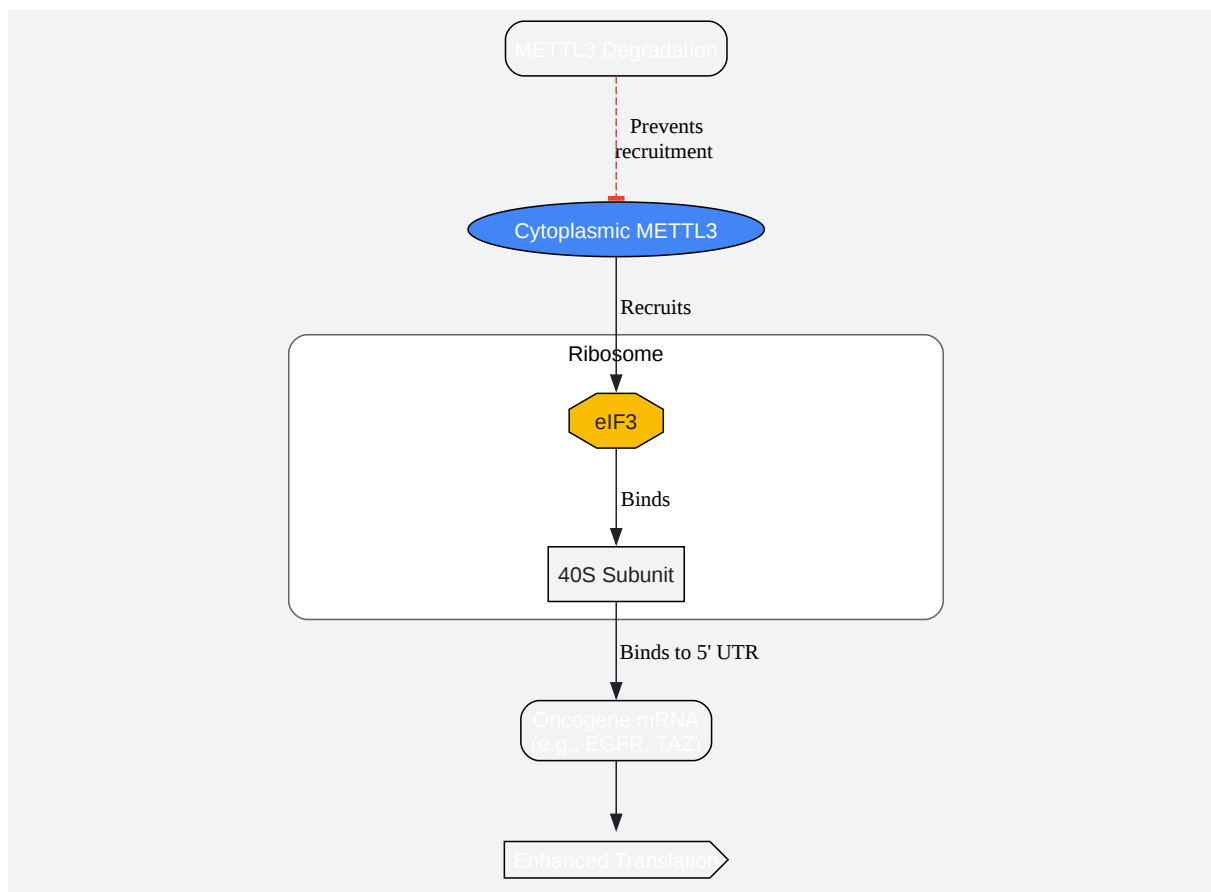 METTL3 Degradation
Prevents
recruitment
Cytoplasmic METTL3
Recruits
Ribosome
eIF3
Binds
40S Subunit
Binds to 5' UTR
Oncogene mRNA
(e.g., EGFR, TAZ)
Enhanced Translation